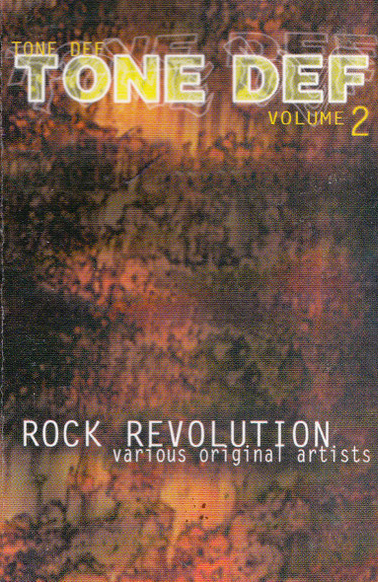 TONE DEF
TONE DEF
VOLUME 2
ROCK REVOLUTION
various original artists